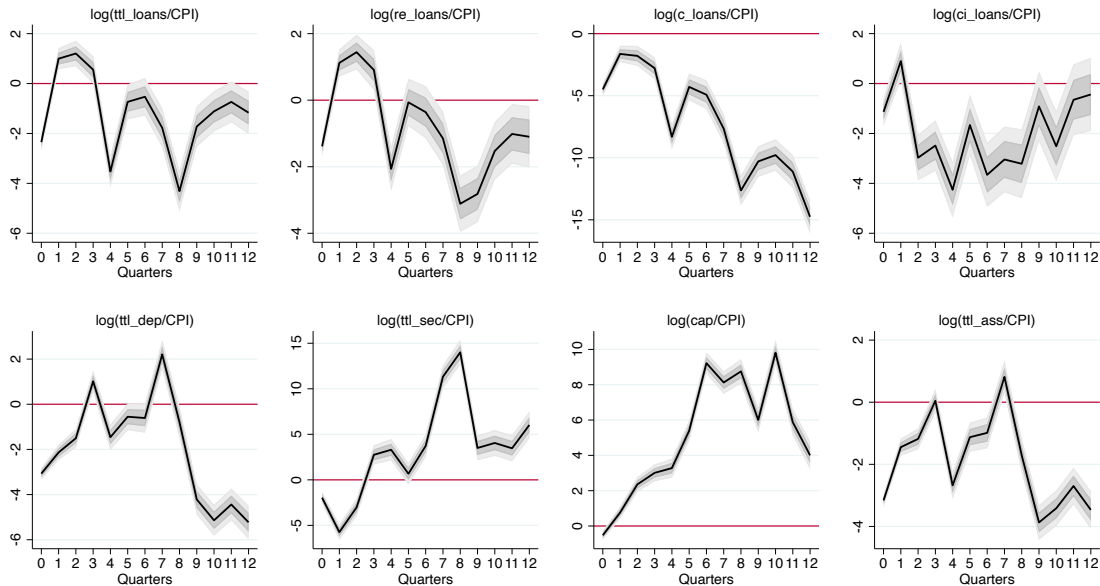 log(ttl_loans/CPI)
2
0
-2
-4
-6
0 1 2 3 4 5 6 7 8 9 10 11 12
Quarters
log(re_loans/CPI)
2
0
-2
-4
0 1 2 3 4 5 6 7 8 9 10 11 12
Quarters
log(c_loans/CPI)
0
-5
-10
-15
0 1 2 3 4 5 6 7 8 9 10 11 12
Quarters
log(ci_loans/CPI)
2
0
-2
-4
-6
0 1 2 3 4 5 6 7 8 9 10 11 12
Quarters
log(ttl_dep/CPI)
2
0
-2
-4
-6
0 1 2 3 4 5 6 7 8 9 10 11 12
Quarters
log(ttl_sec/CPI)
15
10
5
0
-5
0 1 2 3 4 5 6 7 8 9 10 11 12
Quarters
log(cap/CPI)
10
8
6
4
2
0
0 1 2 3 4 5 6 7 8 9 10 11 12
Quarters
log(ttl_ass/CPI)
2
0
-2
-4
0 1 2 3 4 5 6 7 8 9 10 11 12
Quarters